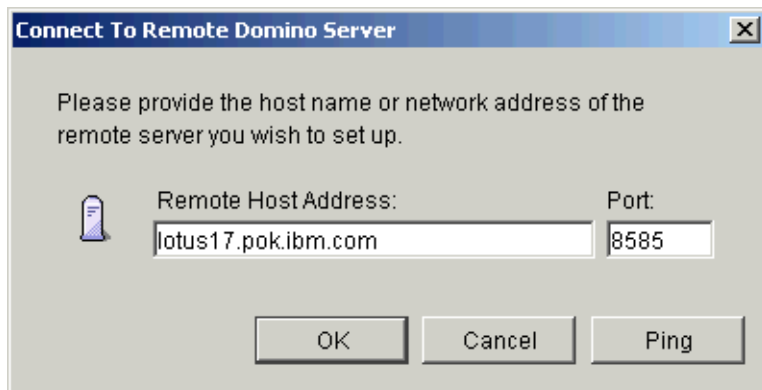 Connect To Remote Domino Server
Please provide the host name or network address of the
remote server you wish to set up.
Remote Host Address: Port:
lotus17.pok.ibm.com 8585
OK Cancel Ping